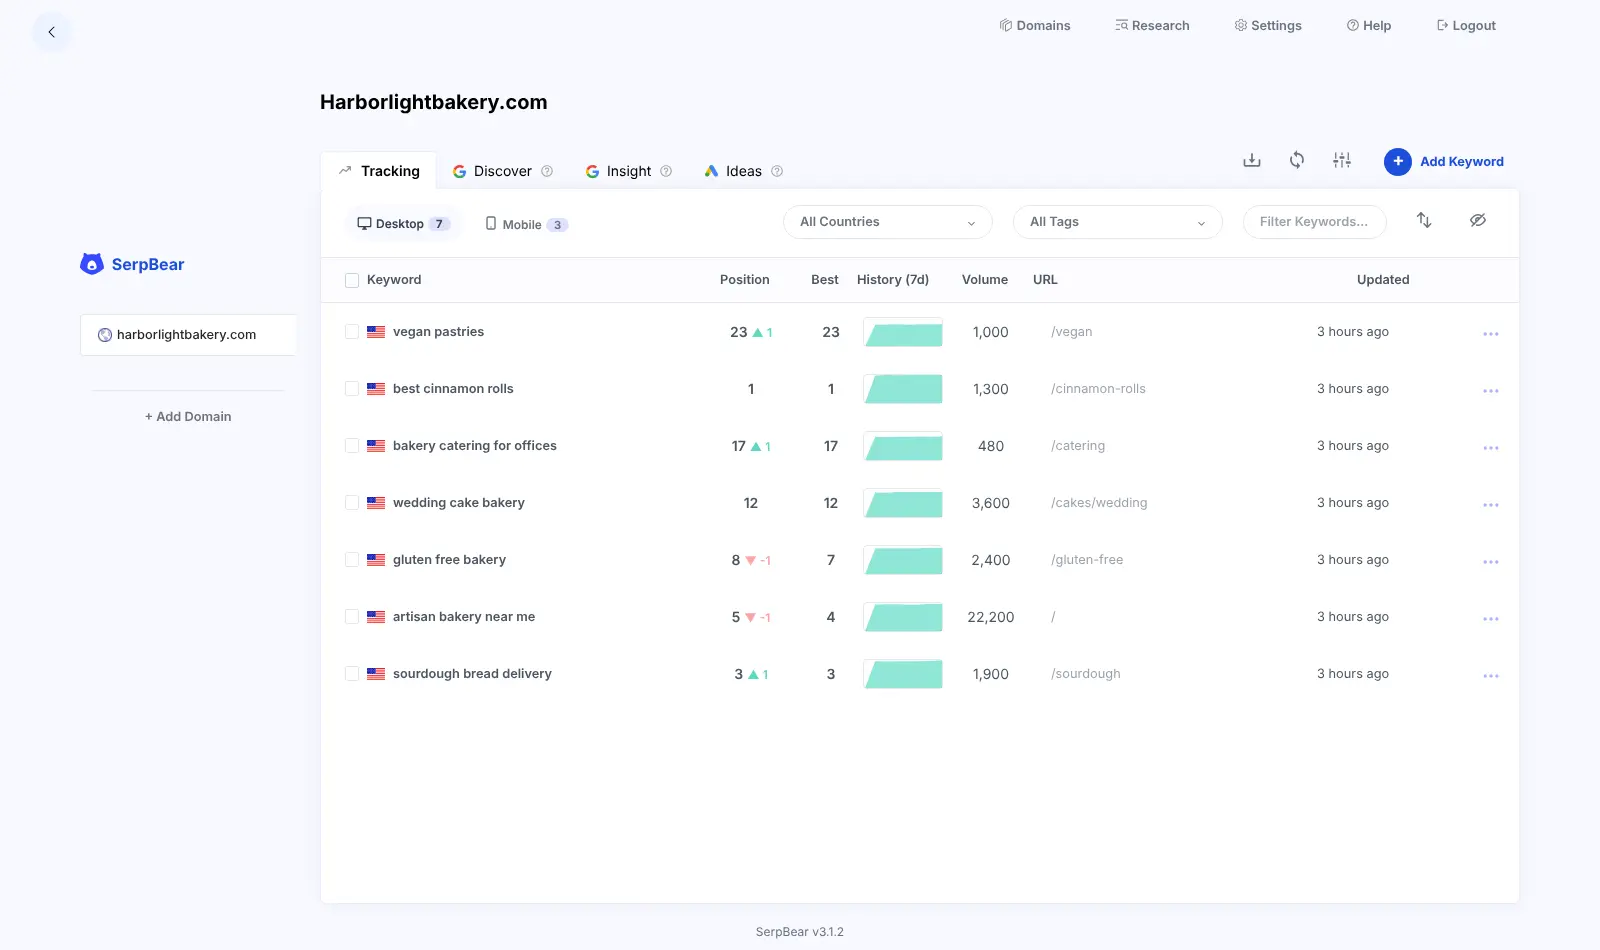 Domains Research Settings Help Logout
Harborlightbakery.com
Tracking Discover Insight Ideas Add Keyword
Desktop 7 Mobile 3 All Countries All Tags Filter Keywords...
SerpBear
harborlightbakery.com
+ Add Domain
Keyword Position Best History (7d) Volume URL Updated
vegan pastries 23 ▲ 1 23 1,000 /vegan 3 hours ago
best cinnamon rolls 1 1 1,300 /cinnamon-rolls 3 hours ago
bakery catering for offices 17 ▲ 1 17 480 /catering 3 hours ago
wedding cake bakery 12 12 3,600 /cakes/wedding 3 hours ago
gluten free bakery 8 ▼ -1 7 2,400 /gluten-free 3 hours ago
artisan bakery near me 5 ▼ -1 4 22,200 / 3 hours ago
sourdough bread delivery 3 ▲ 1 3 1,900 /sourdough 3 hours ago
SerpBear v3.1.2